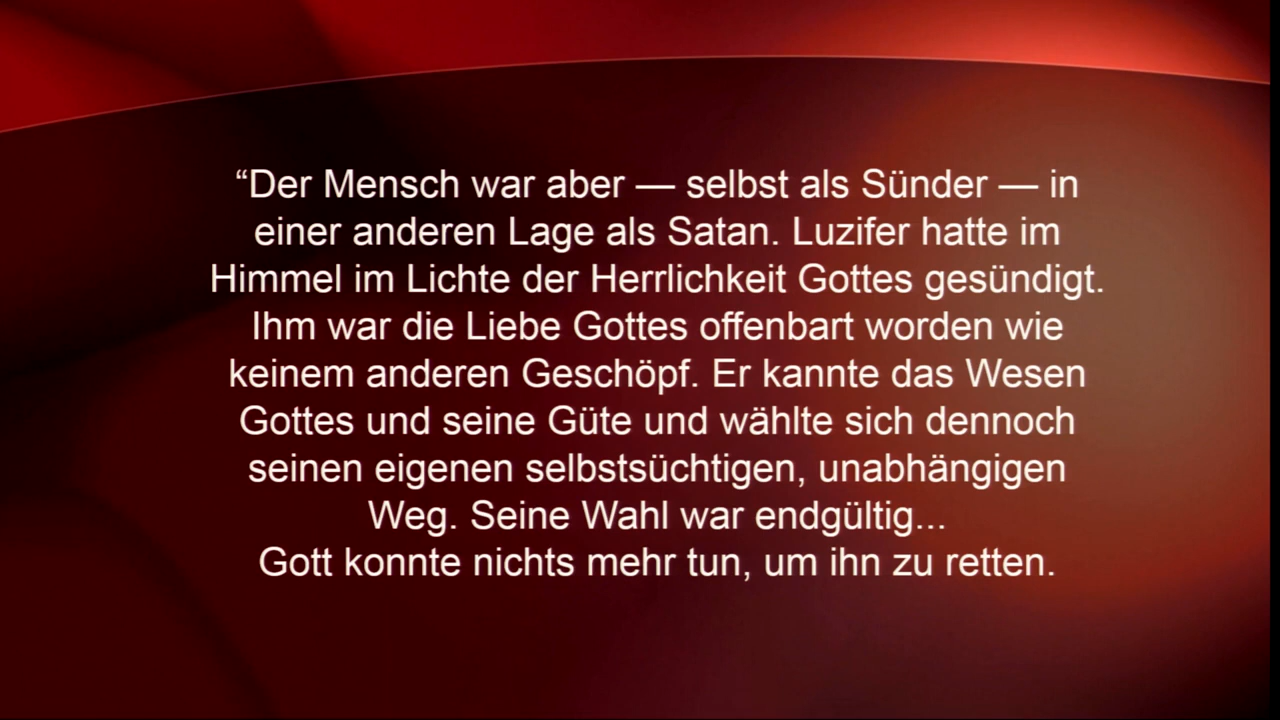 “Der Mensch war aber — selbst als Sünder — in
einer anderen Lage als Satan. Luzifer hatte im
Himmel im Lichte der Herrlichkeit Gottes gesündigt.
Ihm war die Liebe Gottes offenbart worden wie
keinem anderen Geschöpf. Er kannte das Wesen
Gottes und seine Güte und wählte sich dennoch
seinen eigenen selbstsüchtigen, unabhängigen
Weg. Seine Wahl war endgültig...
Gott konnte nichts mehr tun, um ihn zu retten.